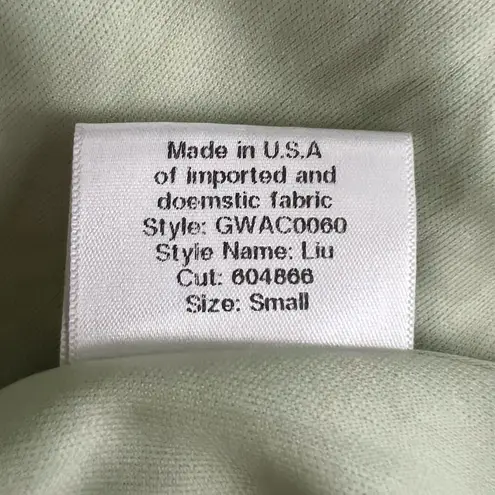 Made in U.S.A
of imported and
doemstic fabric
Style: GWAC0060
Style Name: Liu
Cut: 604866
Size: Small